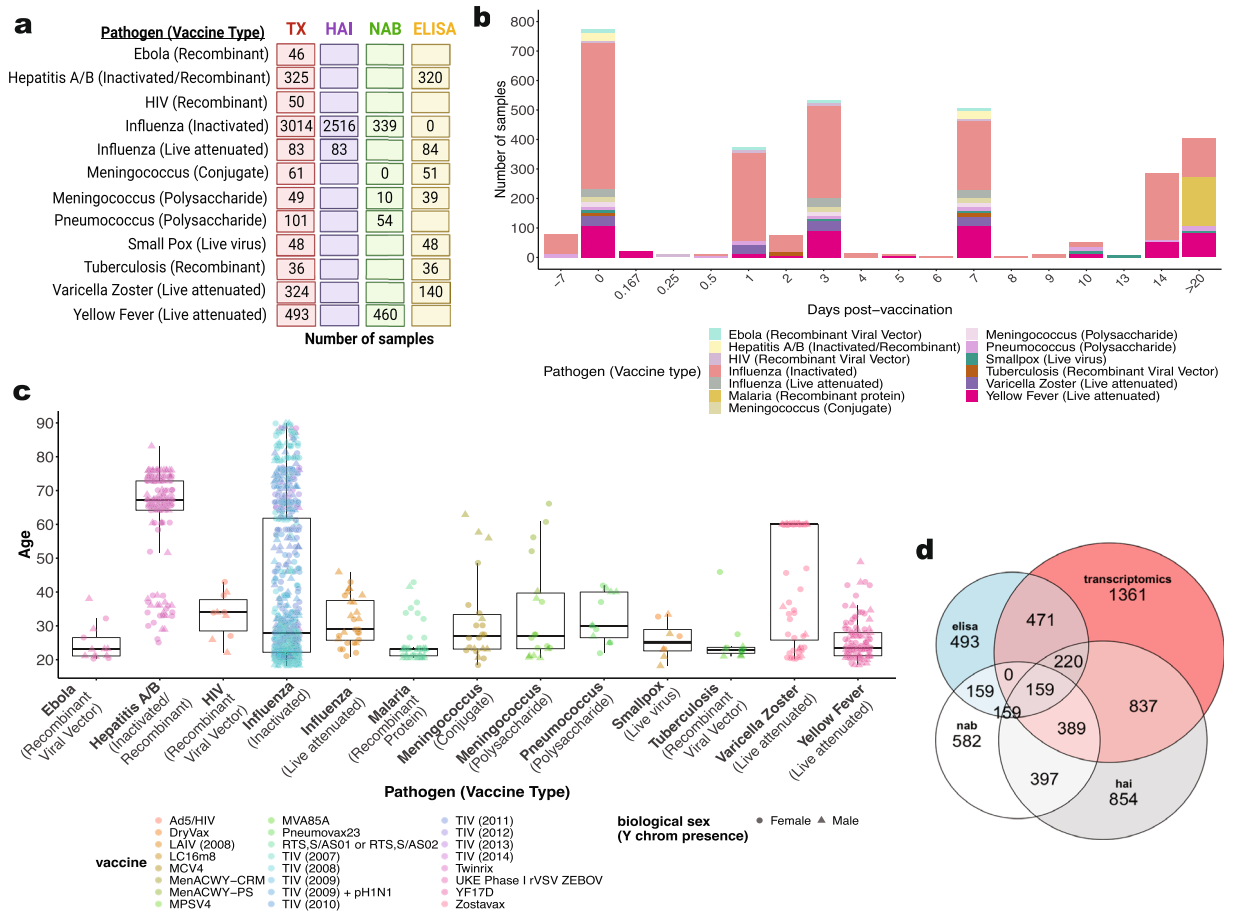 a
Pathogen (Vaccine Type) TX HAI NAB ELISA
Ebola (Recombinant) 46
Hepatitis A/B (Inactivated/Recombinant) 325 320
HIV (Recombinant) 50
Influenza (Inactivated) 3014 2516 339 0
Influenza (Live attenuated) 83 83 84
Meningococcus (Conjugate) 61 0 51
Meningococcus (Polysaccharide) 49 10 39
Pneumococcus (Polysaccharide) 101 54
Small Pox (Live virus) 48 48
Tuberculosis (Recombinant) 36 36
Varicella Zoster (Live attenuated) 324 140
Yellow Fever (Live attenuated) 493 460
Number of samples
b
Number of samples
800
700
600
500
400
300
200
100
0
−7 0 0.167 0.25 0.5 1 2 3 4 5 6 7 8 9 10 13 14 >20
Days post−vaccination
Pathogen (Vaccine type)
Ebola (Recombinant Viral Vector)
Hepatitis A/B (Inactivated/Recombinant)
HIV (Recombinant Viral Vector)
Influenza (Inactivated)
Influenza (Live attenuated)
Malaria (Recombinant protein)
Meningococcus (Conjugate)
Meningococcus (Polysaccharide)
Pneumococcus (Polysaccharide)
Smallpox (Live virus)
Tuberculosis (Recombinant Viral Vector)
Varicella Zoster (Live attenuated)
Yellow Fever (Live attenuated)
c
Age
90
80
70
60
50
40
30
20
Ebola
(Recombinant
Viral Vector)
Hepatitis A/B
(Inactivated/
Recombinant)
HIV
(Recombinant
Viral Vector)
Influenza
(Inactivated)
Influenza
(Live attenuated)
Malaria
(Recombinant
Protein)
Meningococcus
(Conjugate)
Meningococcus
(Polysaccharide)
Pneumococcus
(Polysaccharide)
Smallpox
(Live virus)
Tuberculosis
(Recombinant
Viral Vector)
Varicella Zoster
(Live attenuated)
Yellow Fever
(Live attenuated)
Pathogen (Vaccine Type)
vaccine
Ad5/HIV
DryVax
LAIV (2008)
LC16m8
MCV4
MenACWY−CRM
MenACWY−PS
MPSV4
MVA85A
Pneumovax23
RTS,S/AS01 or RTS,S/AS02
TIV (2007)
TIV (2008)
TIV (2009)
TIV (2009) + pH1N1
TIV (2010)
TIV (2011)
TIV (2012)
TIV (2013)
TIV (2014)
Twinrix
UKE Phase I rVSV ZEBOV
YF17D
Zostavax
biological sex
(Y chrom presence)
Female
Male
d
transcriptomics
1361
elisa
493
471
220
0
159
159
159
837
nab
582
389
397
hai
854